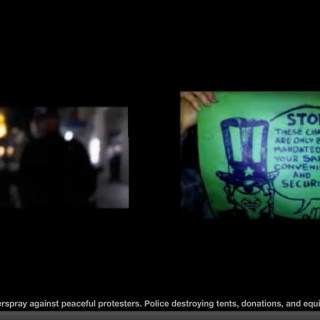 STOP
THESE CHA
ARE ONLY B
MANDATED
YOUR SAF
CONVENI
AND
SECURI
erspray against peaceful protesters. Police destroying tents, donations, and equi